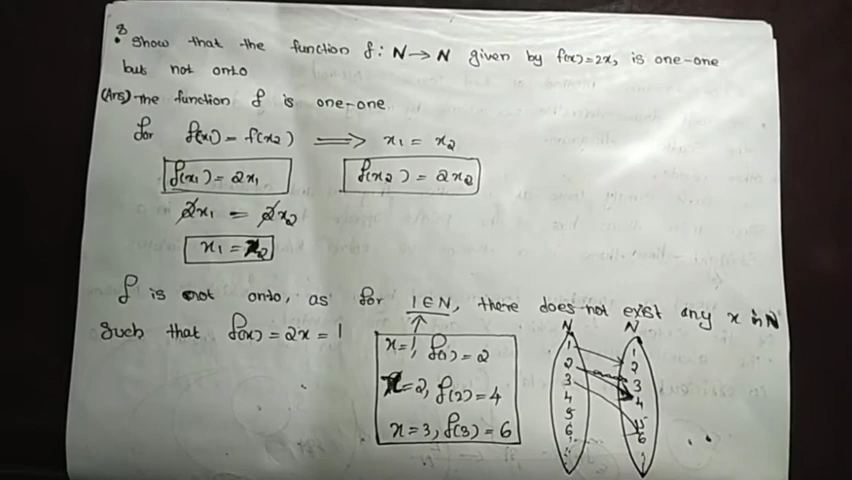 8. Show that the function f: N → N given by f(x)=2x, is one-one
but not onto
(Ans) The function f is one-one
for f(x1) = f(x2) ⟹ x1 = x2
f(x1) = 2x1 f(x2) = 2x2
2x1 = 2x2
x1 = x2
f is not onto, as for 1∈N, there does not exist any x in N
Such that f(x) = 2x = 1
x=1, f(1) = 2
x=2, f(2) = 4
x=3, f(3) = 6
N N
1 1
2 2
3 3
4 4
5 5
6 6